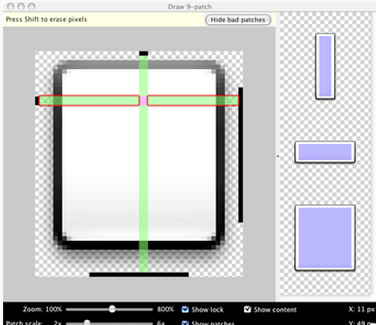 Draw 9-patch
Press Shift to erase pixels
Hide bad patches
Zoom: 100% 800% Show lock Show content X: 11 px
Patch scale: 2x 6x Show patches Y: 49 px